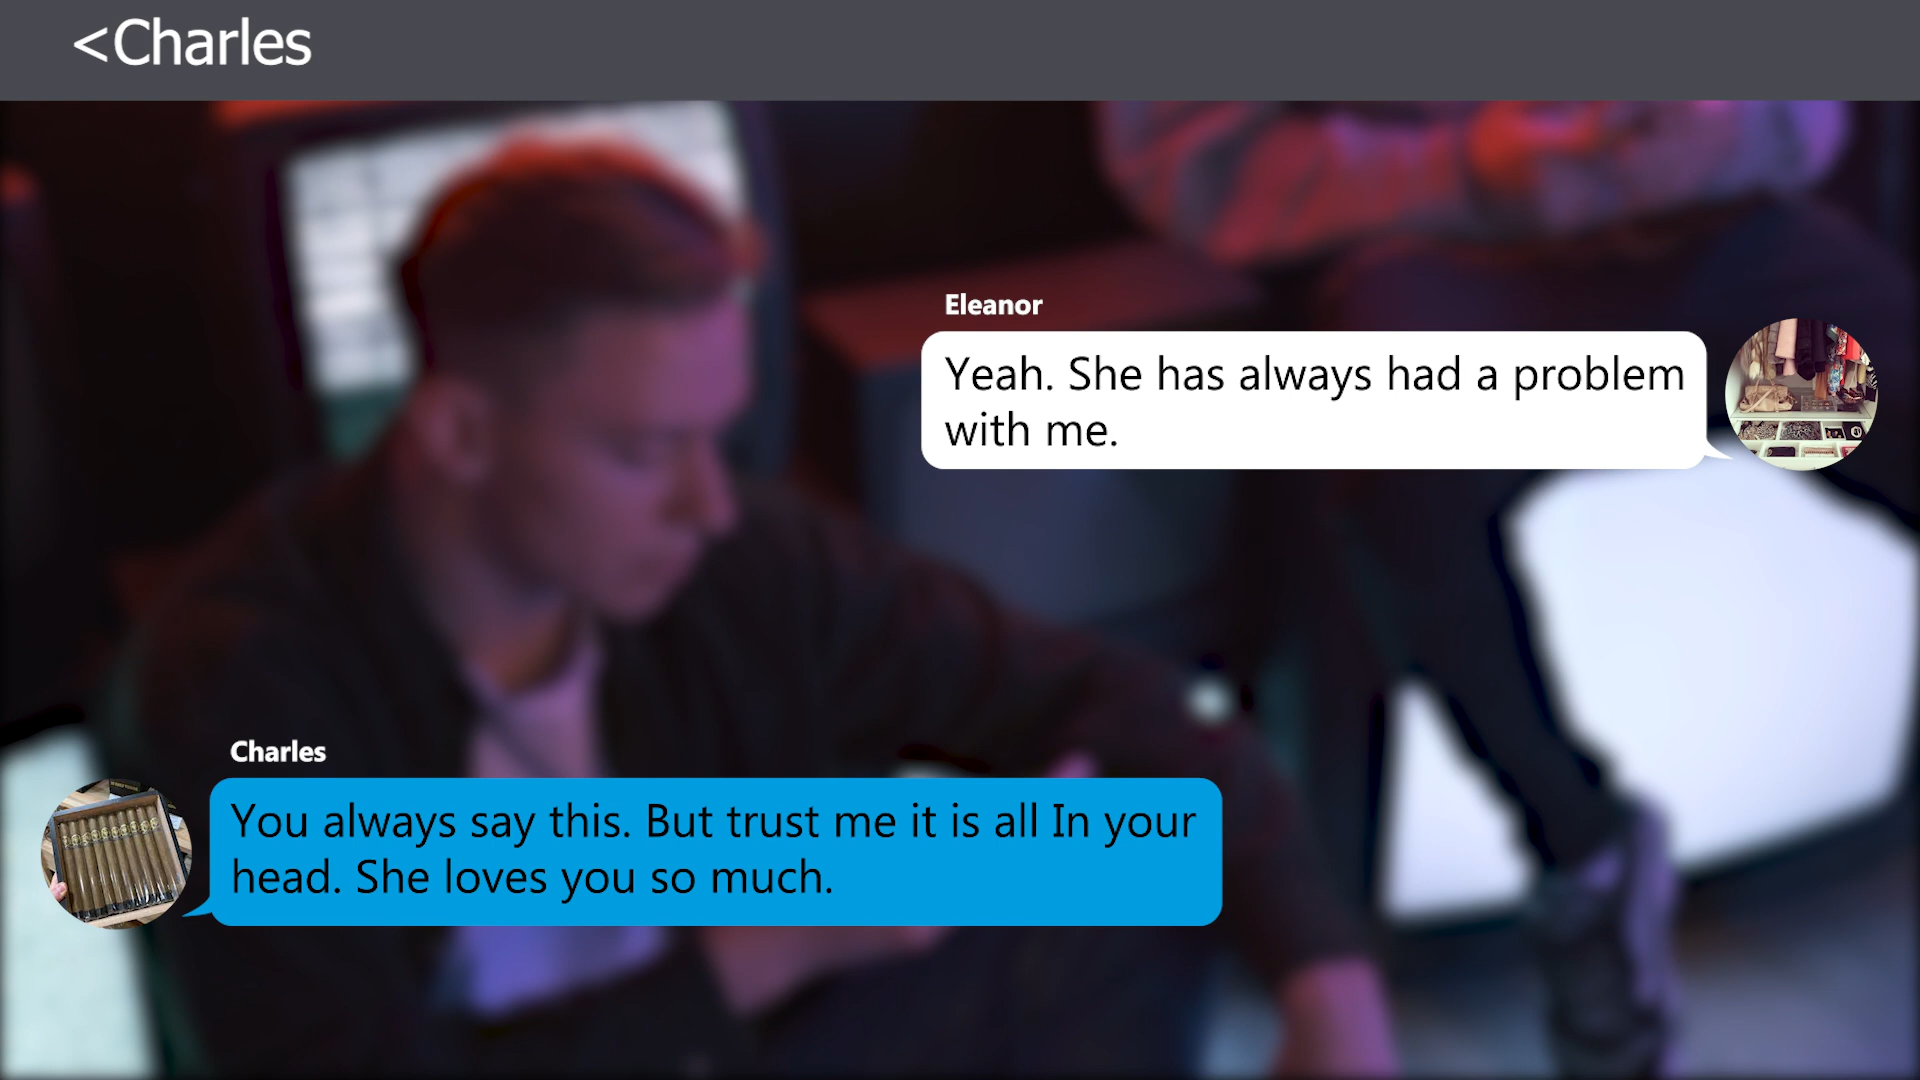 <Charles
Eleanor
Yeah. She has always had a problem
with me.
Charles
You always say this. But trust me it is all In your
head. She loves you so much.